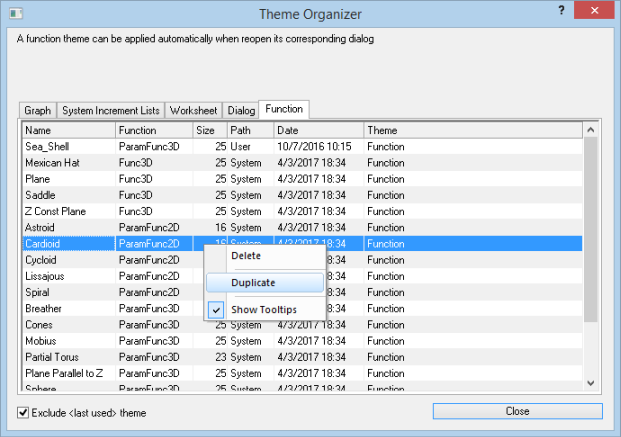 Theme Organizer
?
A function theme can be applied automatically when reopen its corresponding dialog
Graph System Increment Lists Worksheet Dialog Function
Name Function Size Path Date Theme
Sea_Shell ParamFunc3D 25 User 10/7/2016 10:15 Function
Mexican Hat Func3D 25 System 4/3/2017 18:34 Function
Plane Func3D 25 System 4/3/2017 18:34 Function
Saddle Func3D 25 System 4/3/2017 18:34 Function
Z Const Plane Func3D 25 System 4/3/2017 18:34 Function
Astroid ParamFunc2D 16 System 4/3/2017 18:34 Function
Cardioid ParamFunc2D 16 System 4/3/2017 18:34 Function
Cycloid ParamFunc2D Function
Lissajous ParamFunc2D Function
Spiral ParamFunc2D Function
Breather ParamFunc3D Function
Cones ParamFunc3D 25 System 4/3/2017 18:34 Function
Mobius ParamFunc3D 25 System 4/3/2017 18:34 Function
Partial Torus ParamFunc3D 23 System 4/3/2017 18:34 Function
Plane Parallel to Z ParamFunc3D 25 System 4/3/2017 18:34 Function
Sphere ParamFunc3D 25 System 4/3/2017 18:34 Function
Delete
Duplicate
Show Tooltips
Exclude <last used> theme
Close